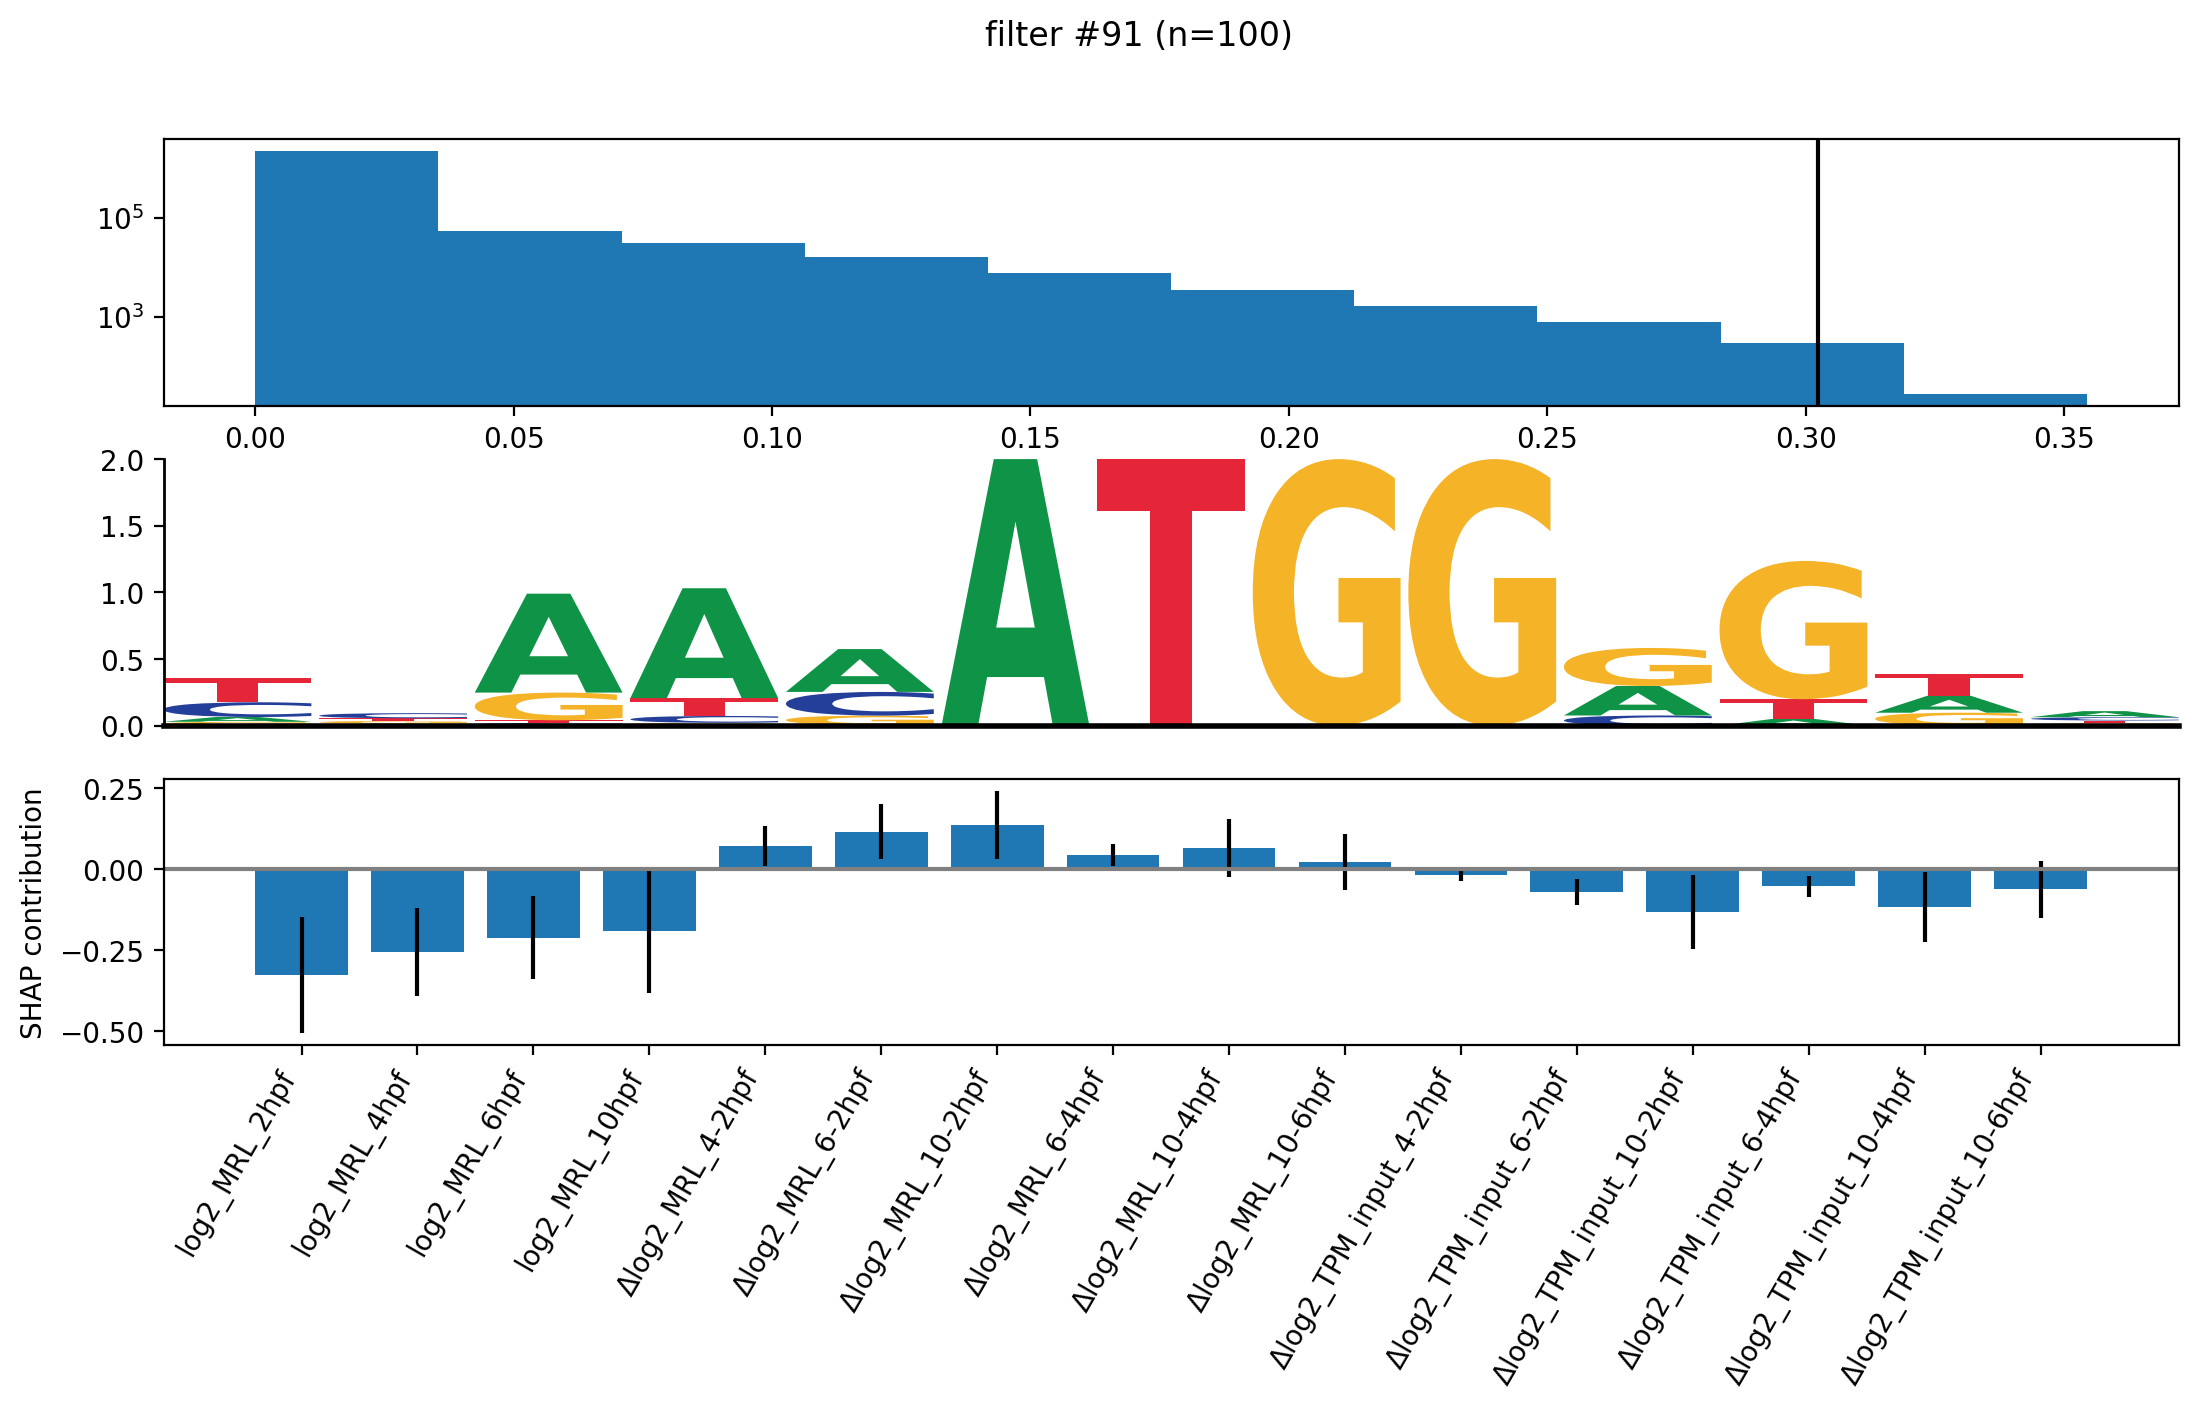 filter #91 (n=100)
10⁵
10³
0.00 0.05 0.10 0.15 0.20 0.25 0.30 0.35
2.0
1.5
1.0
0.5
0.0
T C A
C T
A G T
A T C
A C G
A
T
G
G
G A C
G T A
T A G
A C T
SHAP contribution
0.25
0.00
−0.25
−0.50
log2_MRL_2hpf
log2_MRL_4hpf
log2_MRL_6hpf
log2_MRL_10hpf
Δlog2_MRL_4-2hpf
Δlog2_MRL_6-2hpf
Δlog2_MRL_10-2hpf
Δlog2_MRL_6-4hpf
Δlog2_MRL_10-4hpf
Δlog2_MRL_10-6hpf
Δlog2_TPM_input_4-2hpf
Δlog2_TPM_input_6-2hpf
Δlog2_TPM_input_10-2hpf
Δlog2_TPM_input_6-4hpf
Δlog2_TPM_input_10-4hpf
Δlog2_TPM_input_10-6hpf